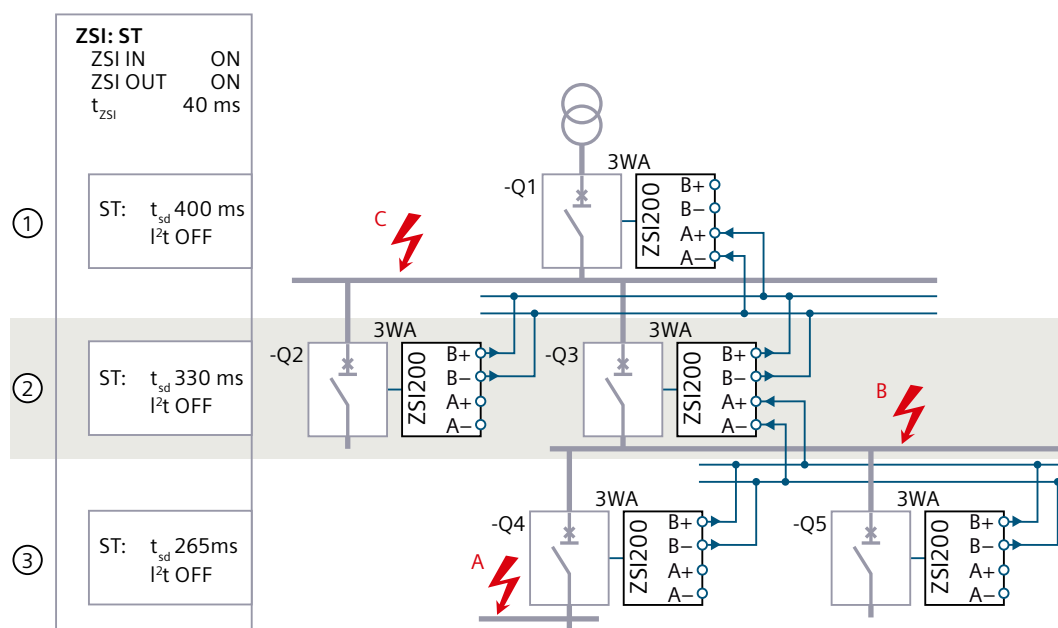 ZSI: ST
ZSI IN ON
ZSI OUT ON
tZSI 40 ms
3WA
-Q1
ZSI200
B+
B−
A+
A−
1
ST: tsd 400 ms
I²t OFF
C
3WA
-Q2
ZSI200
B+
B−
A+
A−
3WA
-Q3
ZSI200
B+
B−
A+
A−
2
ST: tsd 330 ms
I²t OFF
B
3WA
-Q4
ZSI200
B+
B−
A+
A−
3WA
-Q5
ZSI200
B+
B−
A+
A−
3
ST: tsd 265ms
I²t OFF
A